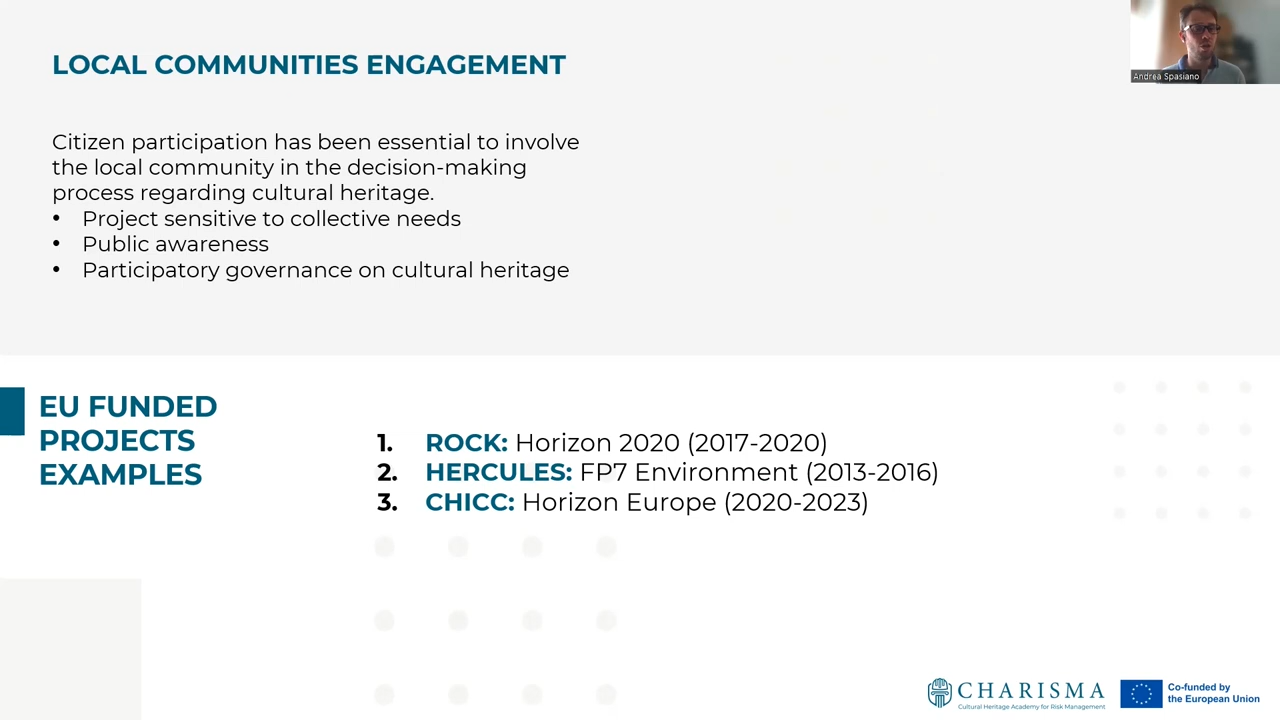 LOCAL COMMUNITIES ENGAGEMENT
Andrea Spasiano
Citizen participation has been essential to involve
the local community in the decision-making
process regarding cultural heritage.
• Project sensitive to collective needs
• Public awareness
• Participatory governance on cultural heritage
EU FUNDED
PROJECTS
EXAMPLES
1. ROCK: Horizon 2020 (2017-2020)
2. HERCULES: FP7 Environment (2013-2016)
3. CHICC: Horizon Europe (2020-2023)
CHARISMA
Cultural Heritage Academy for Risk Management
Co-funded by
the European Union